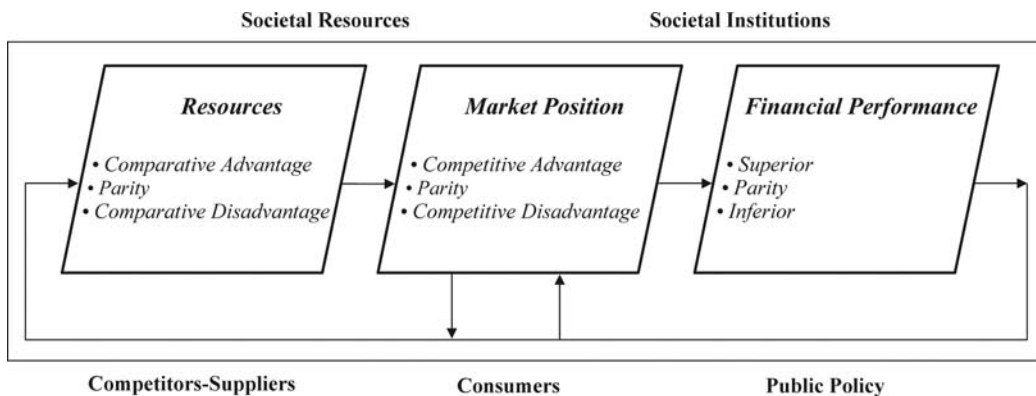 Societal Resources
Societal Institutions
Resources
• Comparative Advantage
• Parity
• Comparative Disadvantage
Market Position
• Competitive Advantage
• Parity
• Competitive Disadvantage
Financial Performance
• Superior
• Parity
• Inferior
Competitors-Suppliers
Consumers
Public Policy